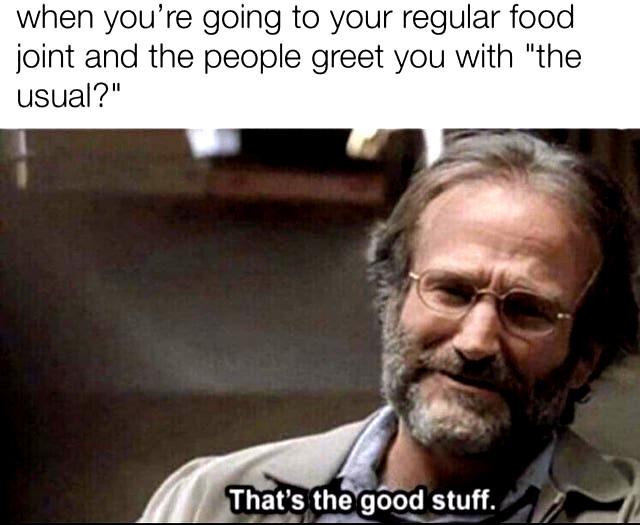 when you’re going to your regular food
joint and the people greet you with "the
usual?"
That's the good stuff.